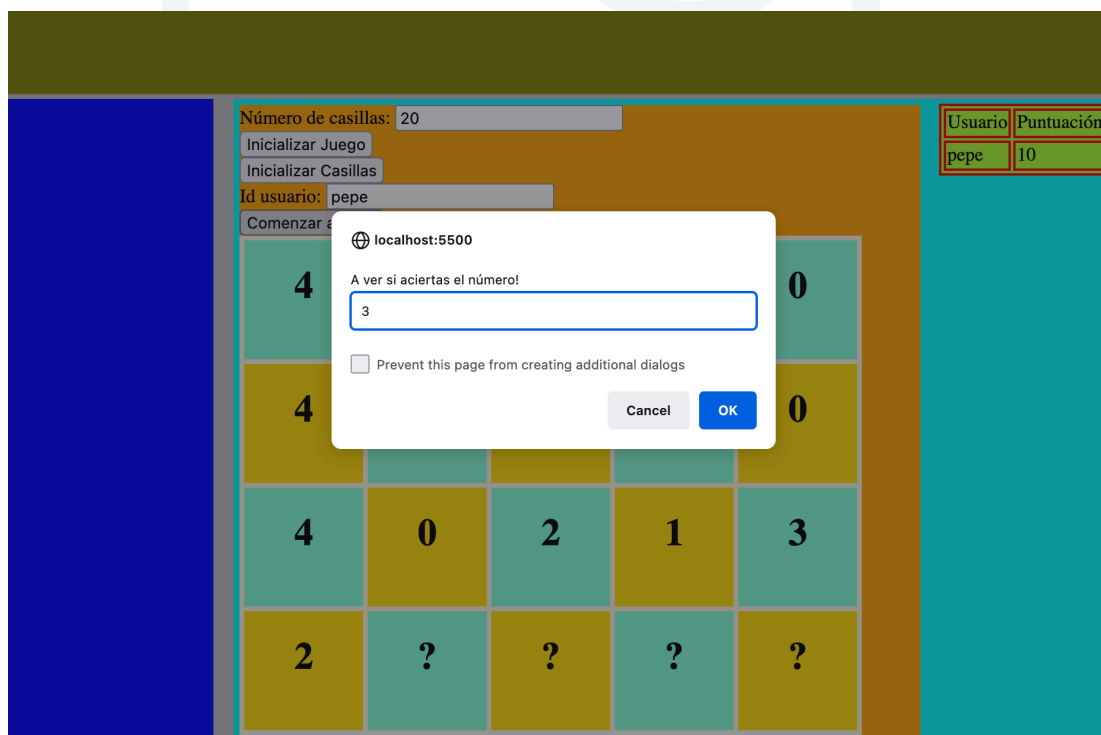 Número de casillas: 20
Inicializar Juego
Inicializar Casillas
Id usuario: pepe
Comenzar
Usuario Puntuación
pepe 10
localhost:5500
A ver si aciertas el número!
3
Prevent this page from creating additional dialogs
Cancel OK
4 0
4 0
4 0 2 1 3
2 ? ? ? ?